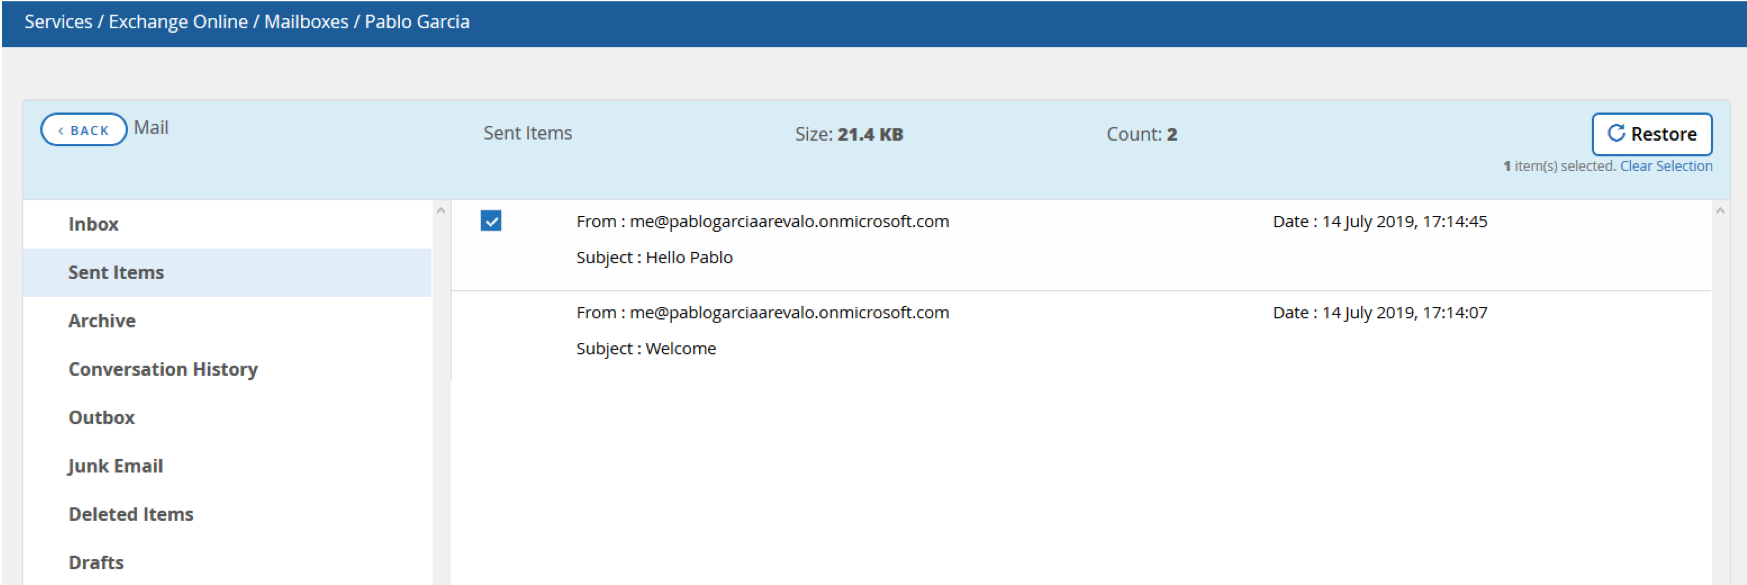 Services / Exchange Online / Mailboxes / Pablo Garcia
‹ BACK Mail
Sent Items
Size: 21.4 KB
Count: 2
Restore
1 item(s) selected. Clear Selection
Inbox
Sent Items
Archive
Conversation History
Outbox
Junk Email
Deleted Items
Drafts
From : me@pablogarciaarevalo.onmicrosoft.com
Date : 14 July 2019, 17:14:45
Subject : Hello Pablo
From : me@pablogarciaarevalo.onmicrosoft.com
Date : 14 July 2019, 17:14:07
Subject : Welcome